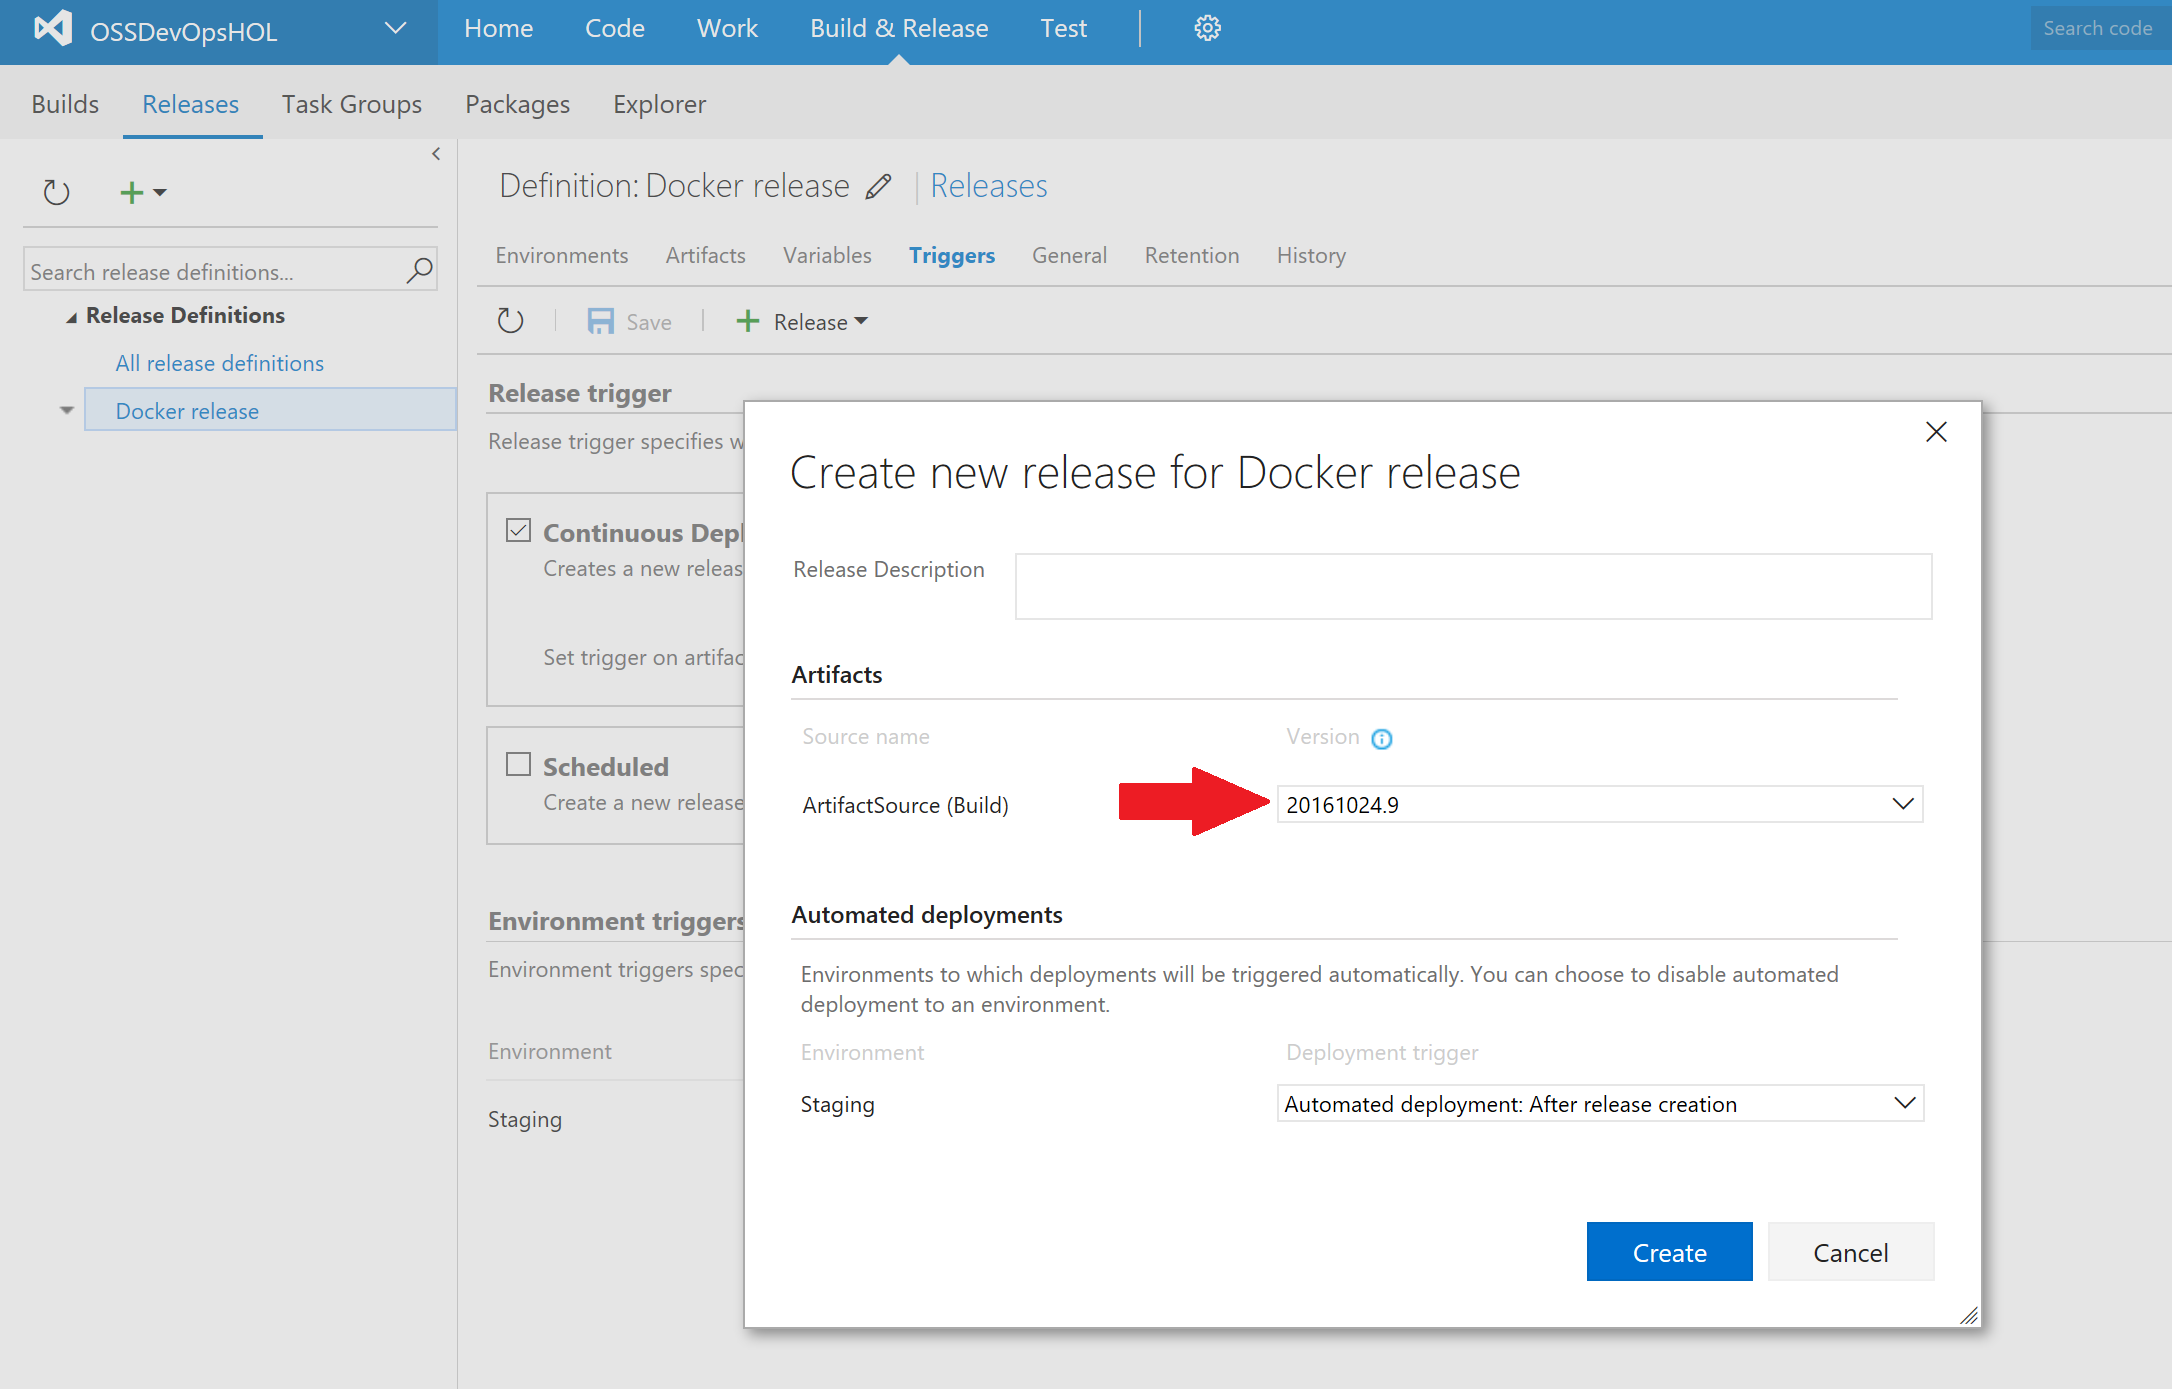 OSSDevOpsHOL
Home Code Work Build & Release Test
Search code
Builds Releases Task Groups Packages Explorer
Search release definitions...
Release Definitions
All release definitions
Docker release
Definition: Docker release | Releases
Environments Artifacts Variables Triggers General Retention History
Save Release
Release trigger
Release trigger specifies w
Continuous Depl
Creates a new releas
Set trigger on artifac
Scheduled
Create a new release
Environment triggers
Environment triggers spec
Environment
Staging
Create new release for Docker release
Release Description
Artifacts
Source name Version
ArtifactSource (Build) 20161024.9
Automated deployments
Environments to which deployments will be triggered automatically. You can choose to disable automated
deployment to an environment.
Environment Deployment trigger
Staging Automated deployment: After release creation
Create Cancel